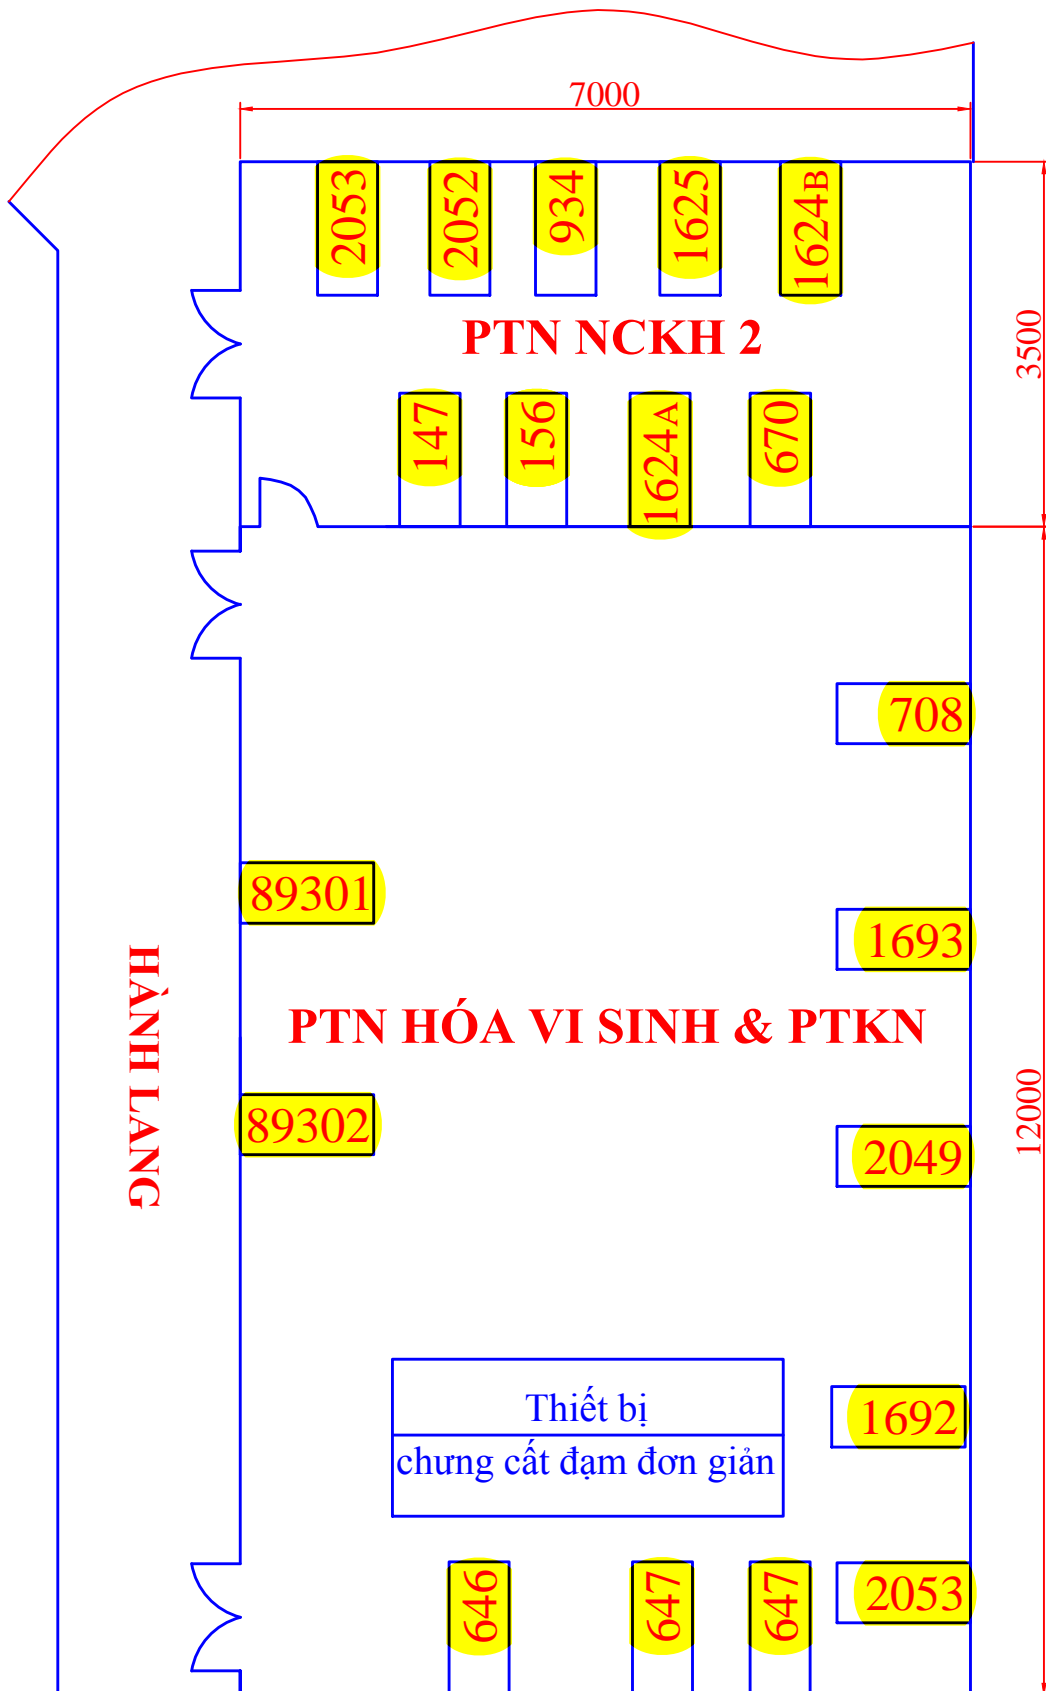 7000
2053
2052
934
1625
1624B
PTN NCKH 2
3500
147
156
1624A
670
708
89301
1693
HÀNH LANG
PTN HÓA VI SINH & PTKN
12000
89302
2049
Thiết bị
chưng cất đạm đơn giản
1692
646
647
647
2053